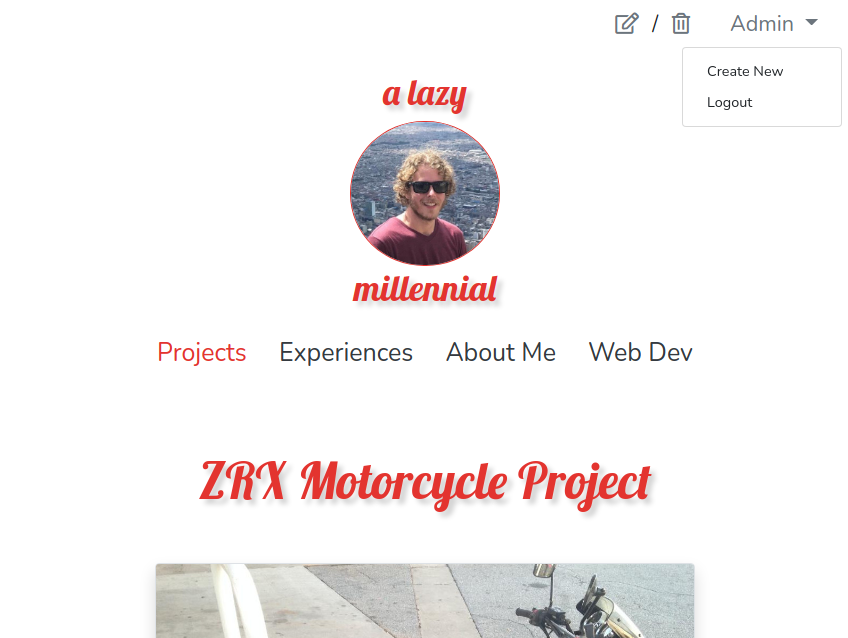 / Admin
Create New
Logout
a lazy
millennial
Projects Experiences About Me Web Dev
ZRX Motorcycle Project